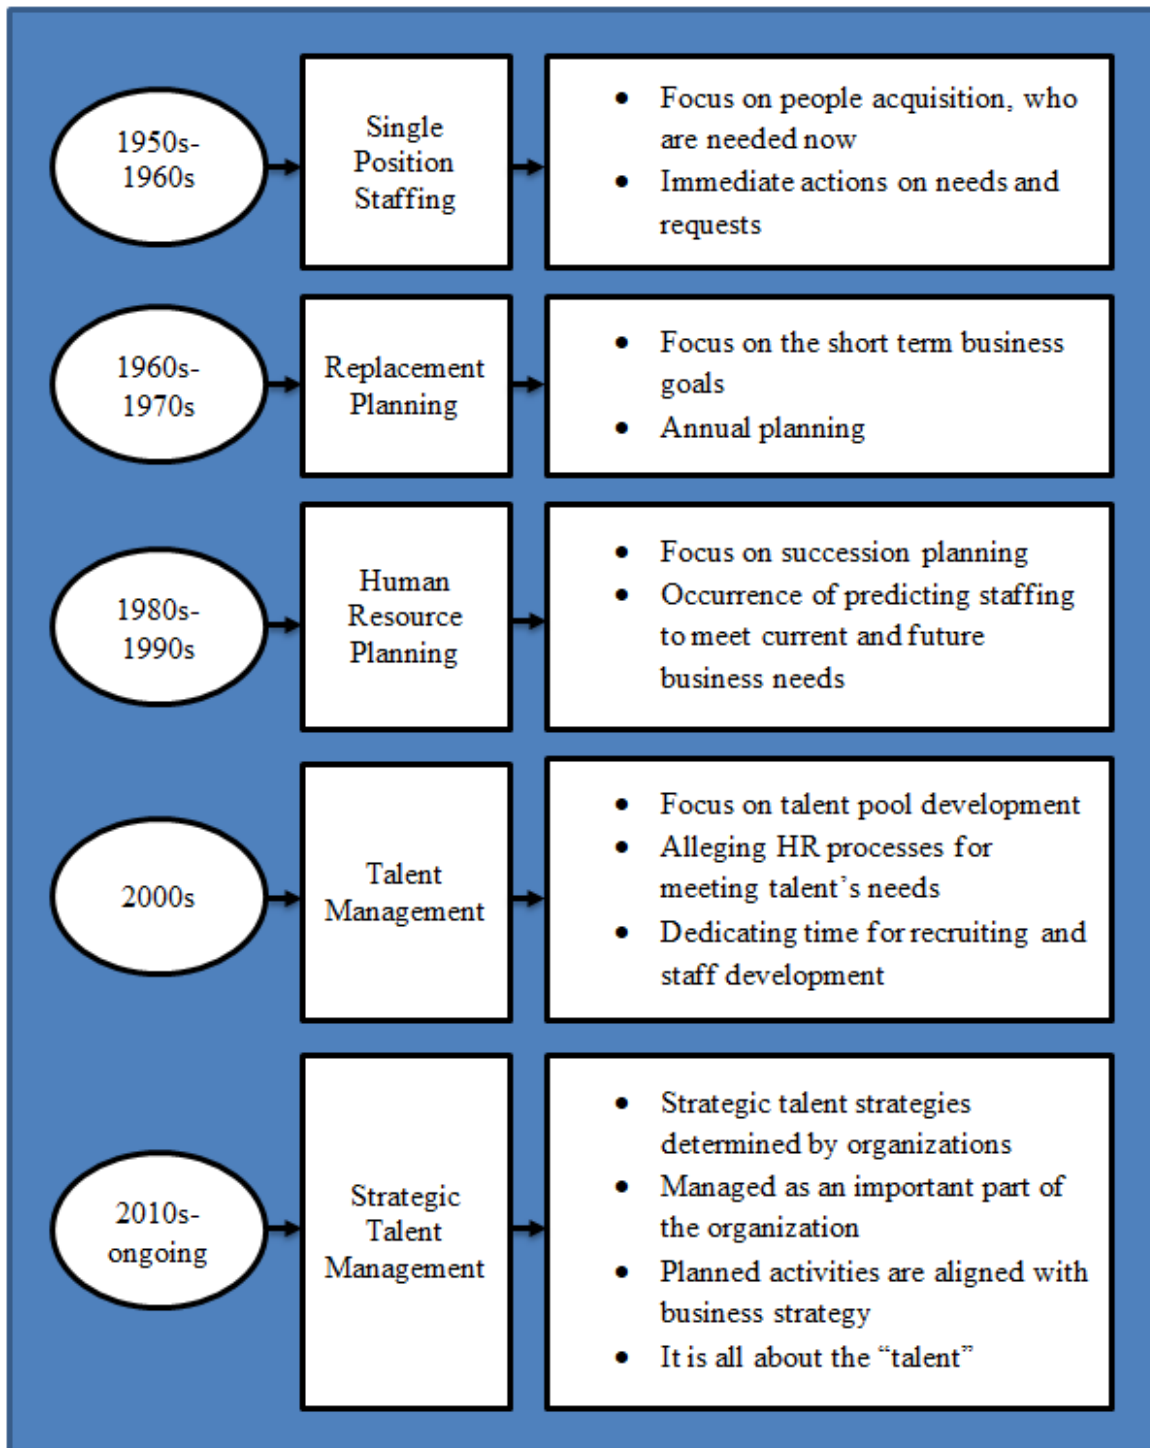 1950s-
1960s
Single
Position
Staffing
• Focus on people acquisition, who
are needed now
• Immediate actions on needs and
requests
1960s-
1970s
Replacement
Planning
• Focus on the short term business
goals
• Annual planning
1980s-
1990s
Human
Resource
Planning
• Focus on succession planning
• Occurrence of predicting staffing
to meet current and future
business needs
2000s
Talent
Management
• Focus on talent pool development
• Alleging HR processes for
meeting talent’s needs
• Dedicating time for recruiting and
staff development
2010s-
ongoing
Strategic
Talent
Management
• Strategic talent strategies
determined by organizations
• Managed as an important part of
the organization
• Planned activities are aligned with
business strategy
• It is all about the “talent”